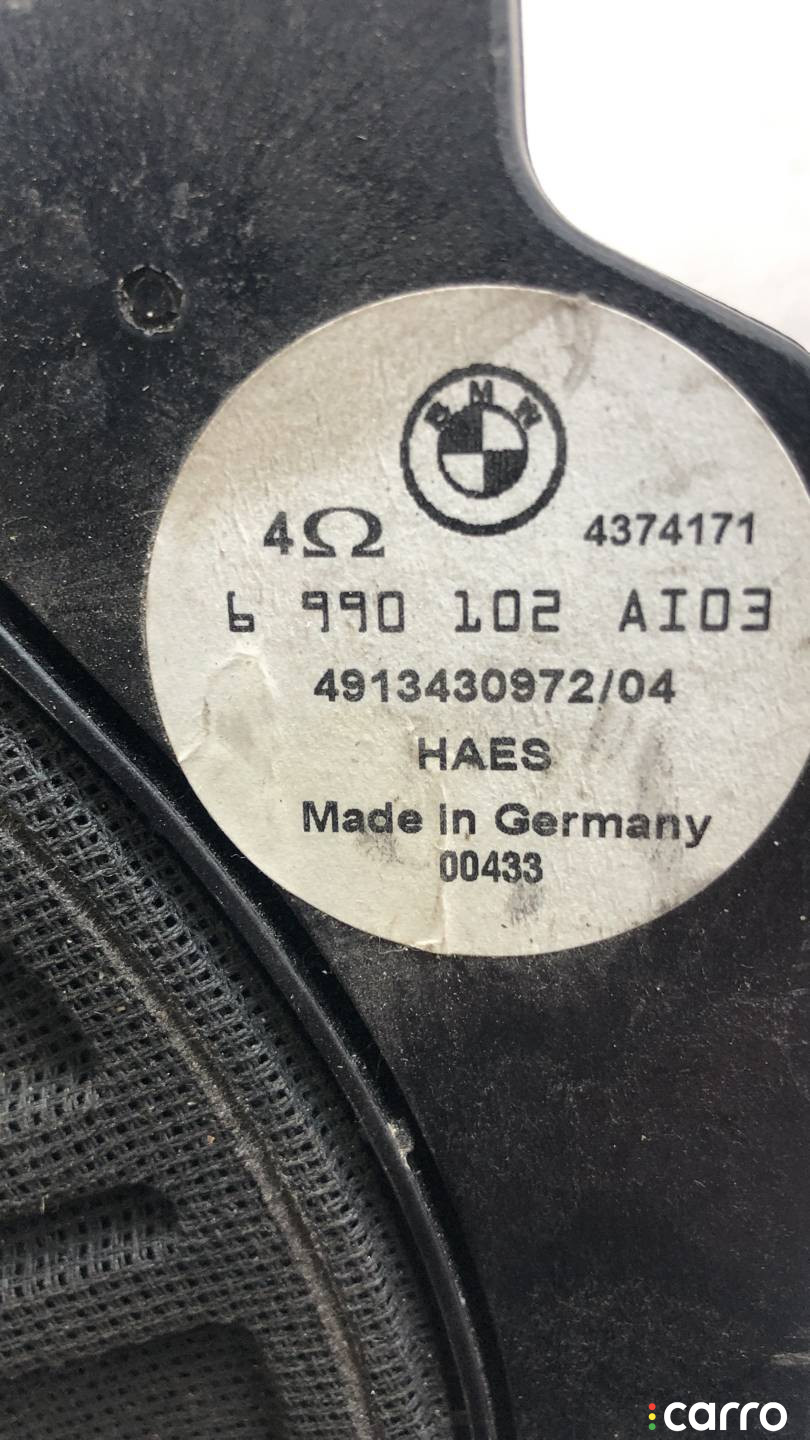 BMW
4Ω 4374171
6 990 102 AI03
4913430972/04
HAES
Made in Germany
00433
carro